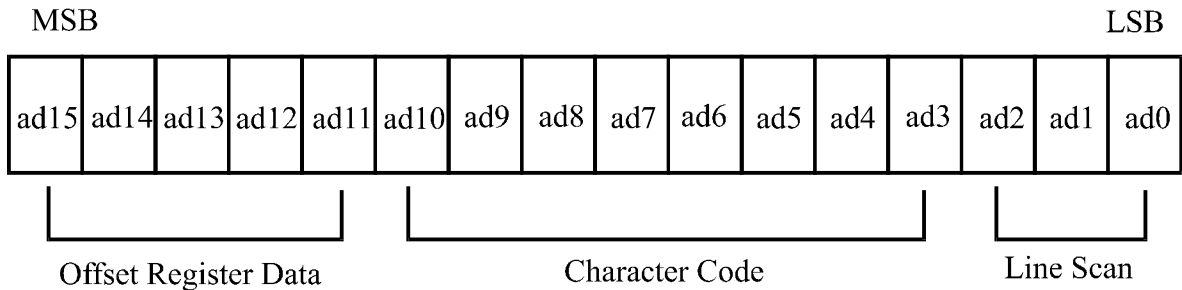 MSB LSB
ad15 ad14 ad13 ad12 ad11 ad10 ad9 ad8 ad7 ad6 ad5 ad4 ad3 ad2 ad1 ad0
Offset Register Data Character Code Line Scan